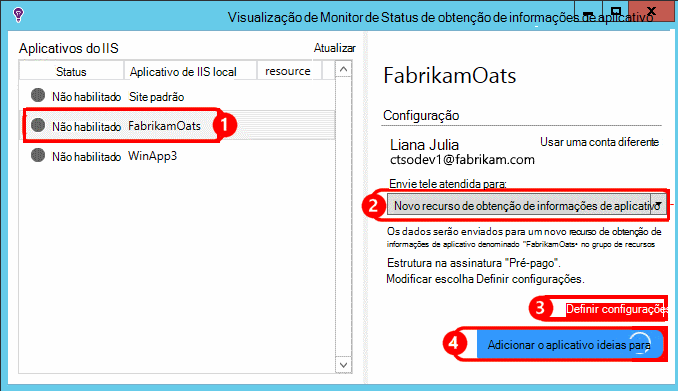 Visualização de Monitor de Status de obtenção de informações de aplicativo
Aplicativos do IIS
Atualizar
Status Aplicativo de IIS local resource
Não habilitado Site padrão
Não habilitado FabrikamOats 1
Não habilitado WinApp3
FabrikamOats
Configuração
Liana Julia Usar uma conta diferente
ctsodev1@fabrikam.com
Envie tele atendida para:
2 Novo recurso de obtenção de informações de aplicativo
Os dados serão enviados para um novo recurso de obtenção de
informações de aplicativo denominado "FabrikamOats• no grupo de recursos
Estrutura na assinatura "Pré-pago".
Modificar escolha Definir configurações.
3 Definir configurações
4 Adicionar o aplicativo ideias para